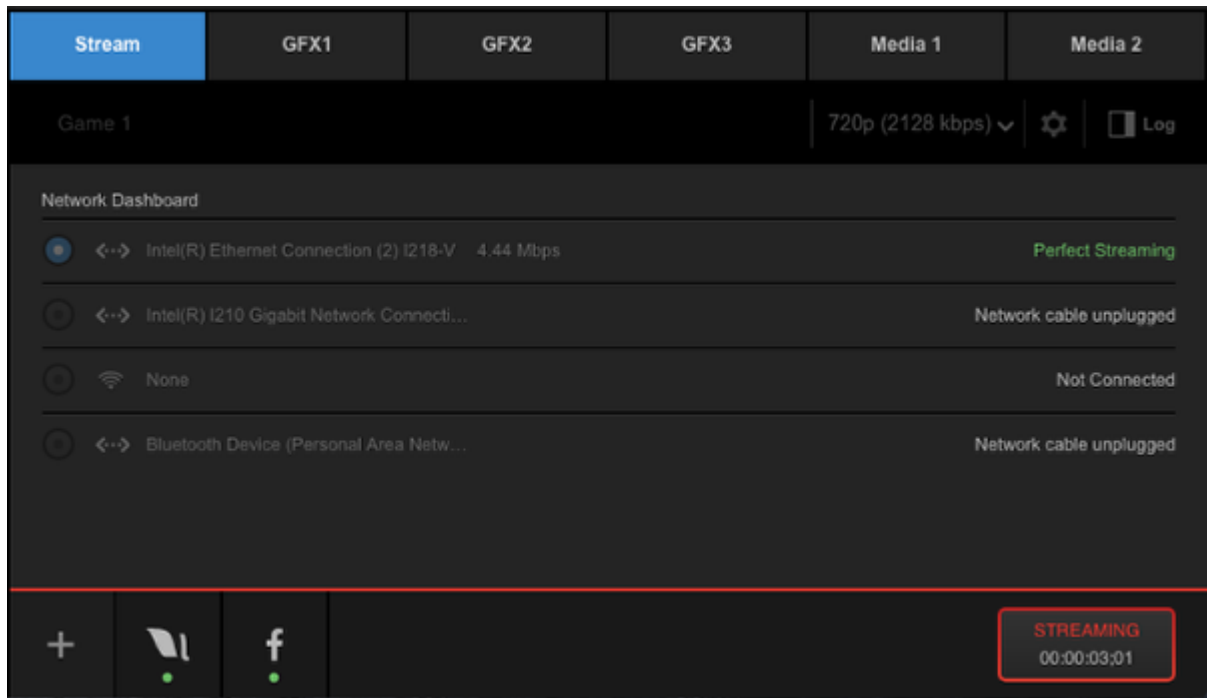 Stream GFX1 GFX2 GFX3 Media 1 Media 2
Game 1 720p (2128 kbps) Log
Network Dashboard
Intel(R) Ethernet Connection (2) I218-V 4.44 Mbps Perfect Streaming
Intel(R) I210 Gigabit Network Connecti... Network cable unplugged
None Not Connected
Bluetooth Device (Personal Area Netw... Network cable unplugged
STREAMING
00:00:03;01